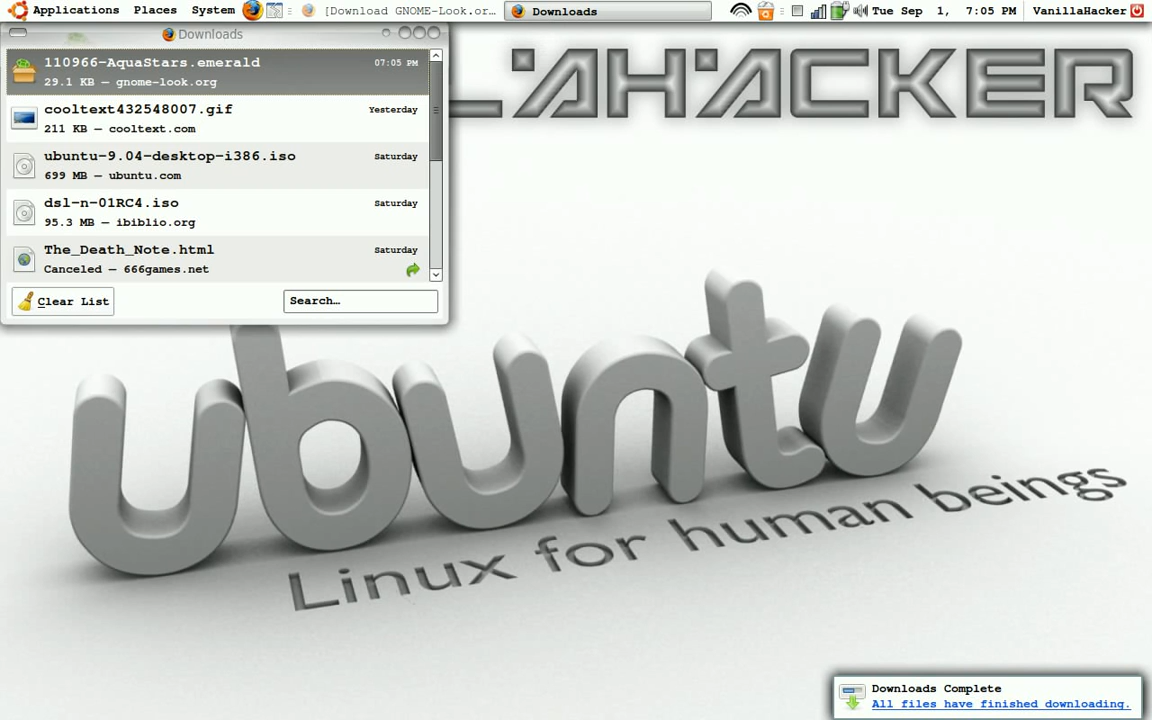 Applications Places System [Download GNOME-Look.or... Downloads Tue Sep 1, 7:05 PM VanillaHacker
Downloads
LAHACKER
110966-AquaStars.emerald 07:05 PM
29.1 KB — gnome-look.org
cooltext432548007.gif Yesterday
211 KB — cooltext.com
ubuntu-9.04-desktop-i386.iso Saturday
699 MB — ubuntu.com
dsl-n-01RC4.iso Saturday
95.3 MB — ibiblio.org
The_Death_Note.html Saturday
Canceled — 666games.net
Clear List Search…
ubuntu
Linux for human beings
Downloads Complete
All files have finished downloading.